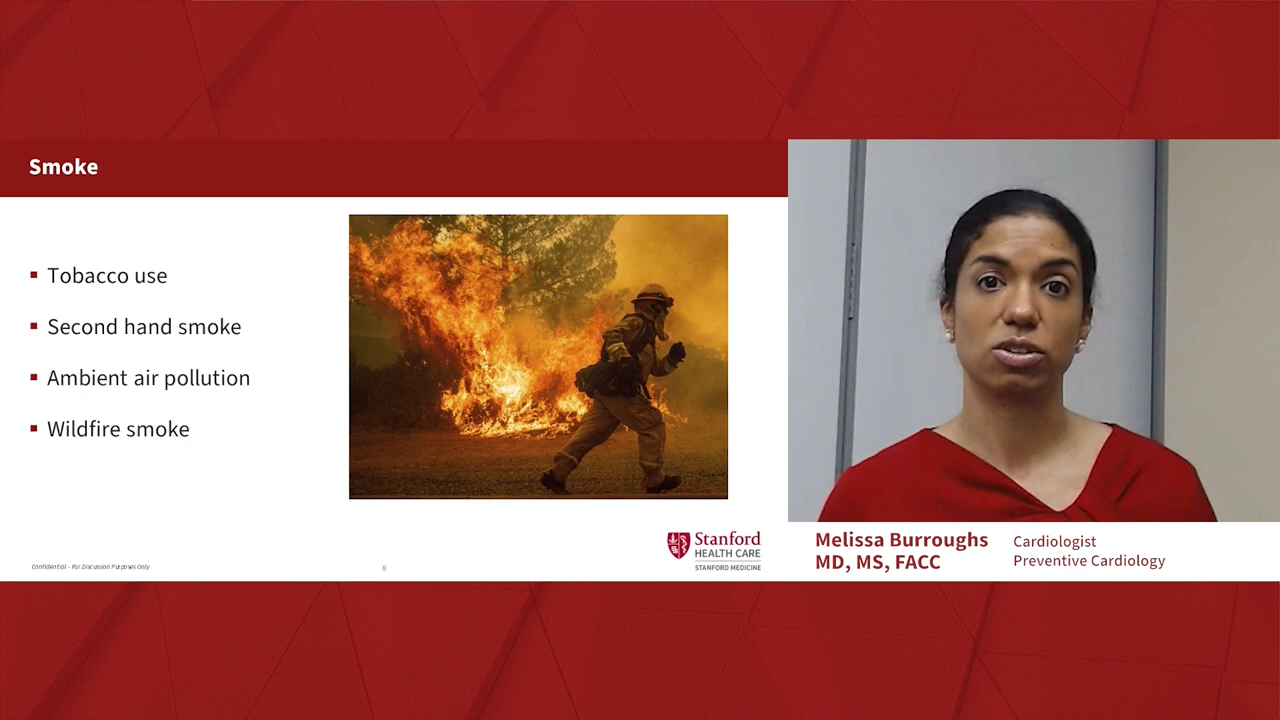 Smoke
Tobacco use
Second hand smoke
Ambient air pollution
Wildfire smoke
Confidential - For Discussion Purposes Only
8
Stanford
HEALTH CARE
STANFORD MEDICINE
Melissa Burroughs
MD, MS, FACC
Cardiologist
Preventive Cardiology